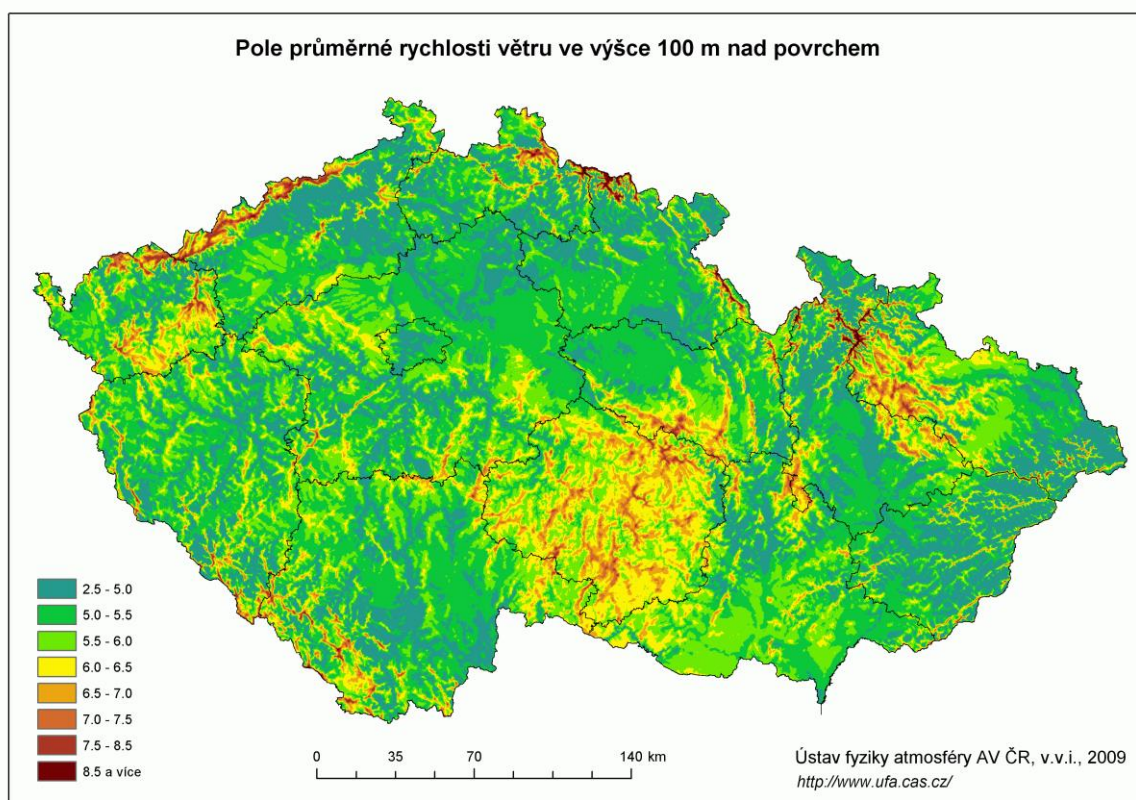 Pole průměrné rychlosti větru ve výšce 100 m nad povrchem
2.5 - 5.0
5.0 - 5.5
5.5 - 6.0
6.0 - 6.5
6.5 - 7.0
7.0 - 7.5
7.5 - 8.5
8.5 a více
0 35 70 140 km
Ústav fyziky atmosféry AV ČR, v.v.i., 2009
http://www.ufa.cas.cz/